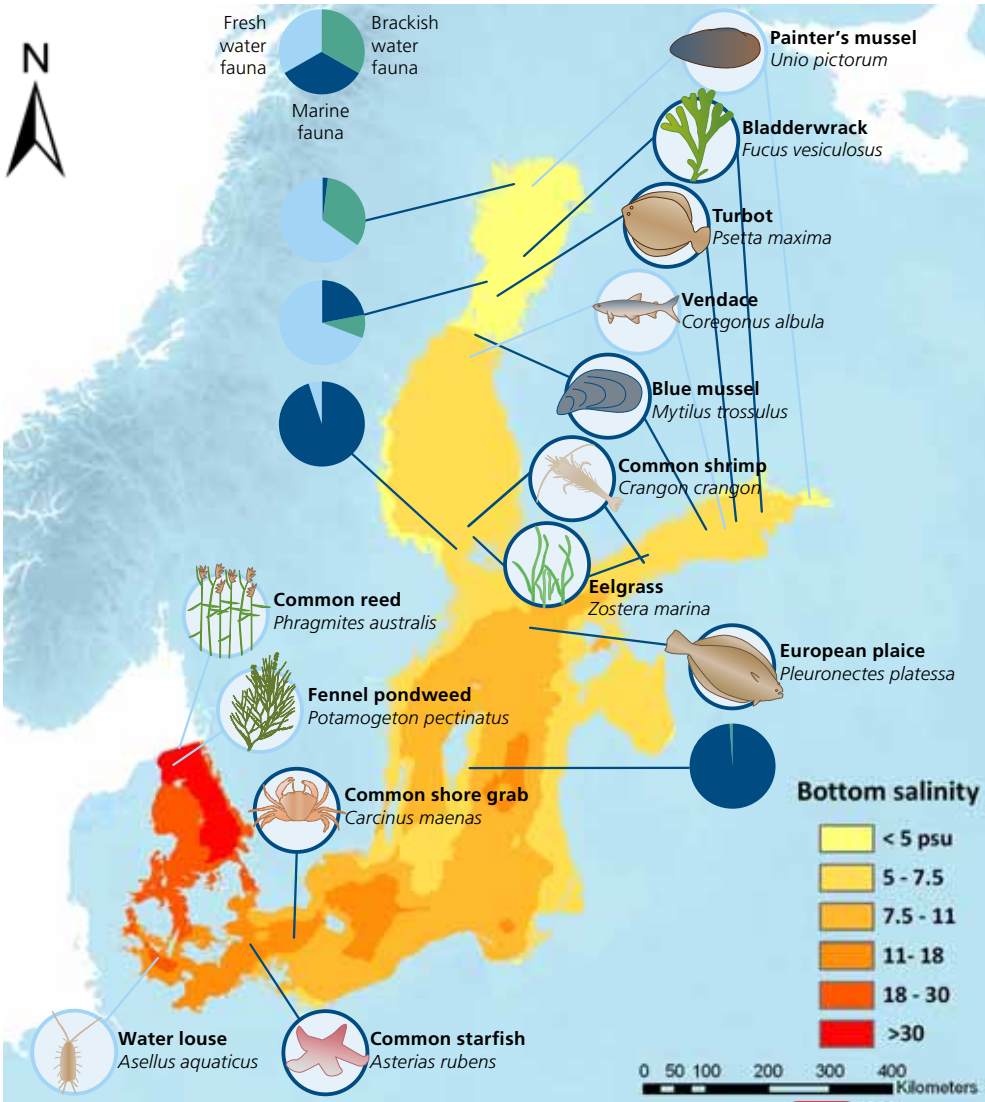 Fresh
water
fauna
Brackish
water
fauna
Marine
fauna
N
Painter's mussel
Unio pictorum
Bladderwrack
Fucus vesiculosus
Turbot
Psetta maxima
Vendace
Coregonus albula
Blue mussel
Mytilus trossulus
Common shrimp
Crangon crangon
Eelgrass
Zostera marina
Common reed
Phragmites australis
European plaice
Pleuronectes platessa
Fennel pondweed
Potamogeton pectinatus
Common shore grab
Carcinus maenas
Water louse
Asellus aquaticus
Common starfish
Asterias rubens
Bottom salinity
< 5 psu
5 - 7.5
7.5 - 11
11- 18
18 - 30
>30
0 50 100 200 300 400
Kilometers